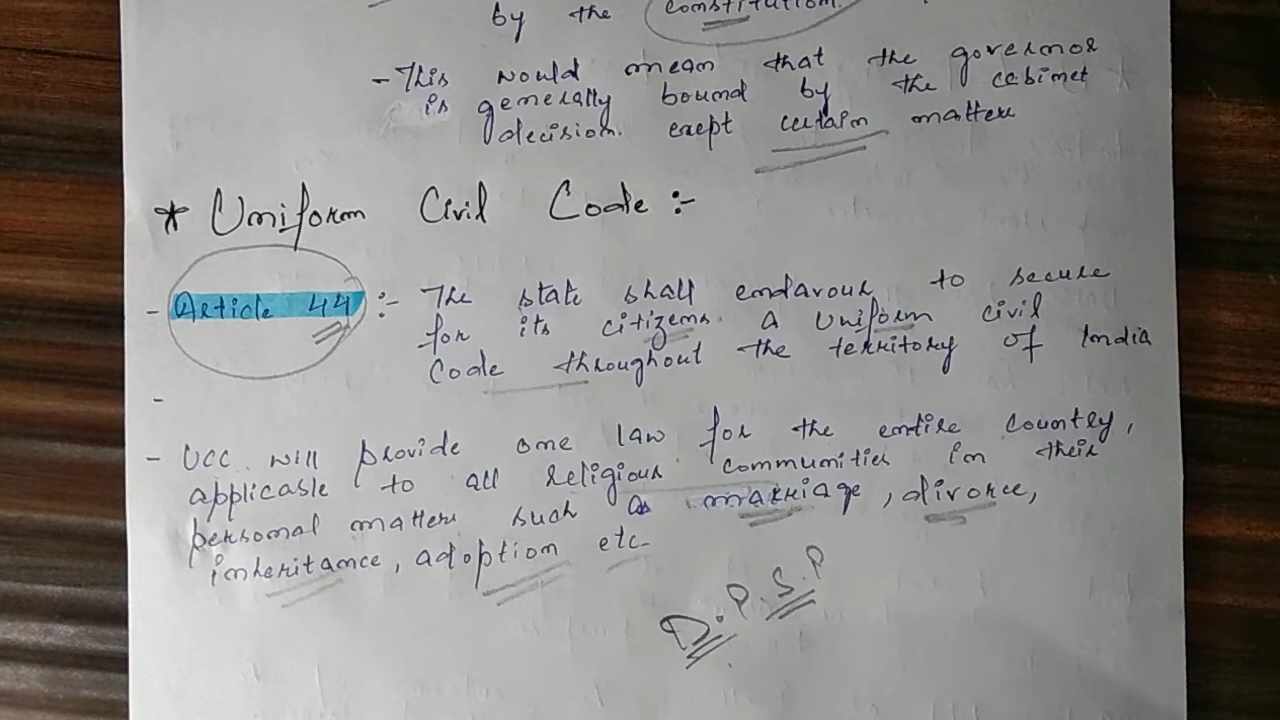 by the constitution.
- This would mean that the governor
is generally bound by the cebimet
decision. exept certain matters
* Uniform Civil Code :-
- Article 44 :- The state shall endavour to secure
for its citizens. a Uniform civil
Code throughout the territory of India
-
- UCC will provide one law for the entire country,
applicable to all religious communities in their
personal matters such as marriage, divorce,
inheritance, adoption etc-
D.P.S.P